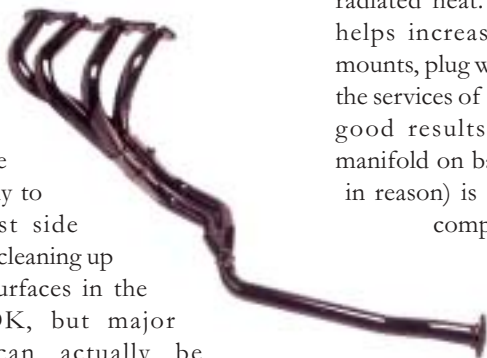 e
y to
st side
cleaning up
urfaces in the
OK, but major
can actually be
radiated heat.
helps increas
mounts, plug w
the services of
good results
manifold on ba
in reason) is
comp